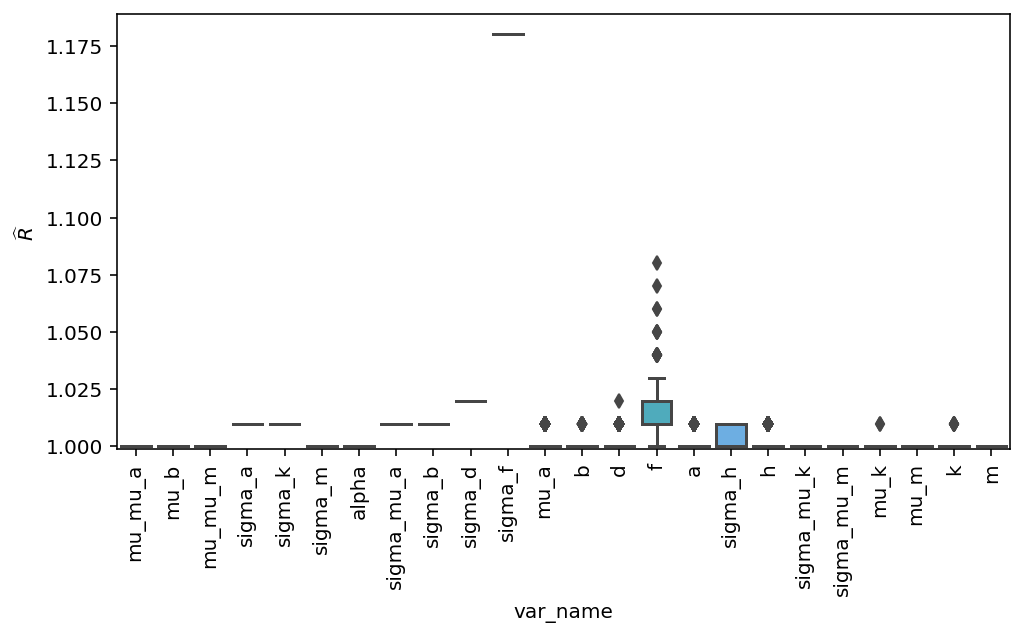 1.175
1.150
1.125
1.100
1.075
1.050
1.025
1.000
R̂
mu_mu_a
mu_b
mu_mu_m
sigma_a
sigma_k
sigma_m
alpha
sigma_mu_a
sigma_b
sigma_d
sigma_f
mu_a
b
d
f
a
sigma_h
h
sigma_mu_k
sigma_mu_m
mu_k
mu_m
k
m
var_name